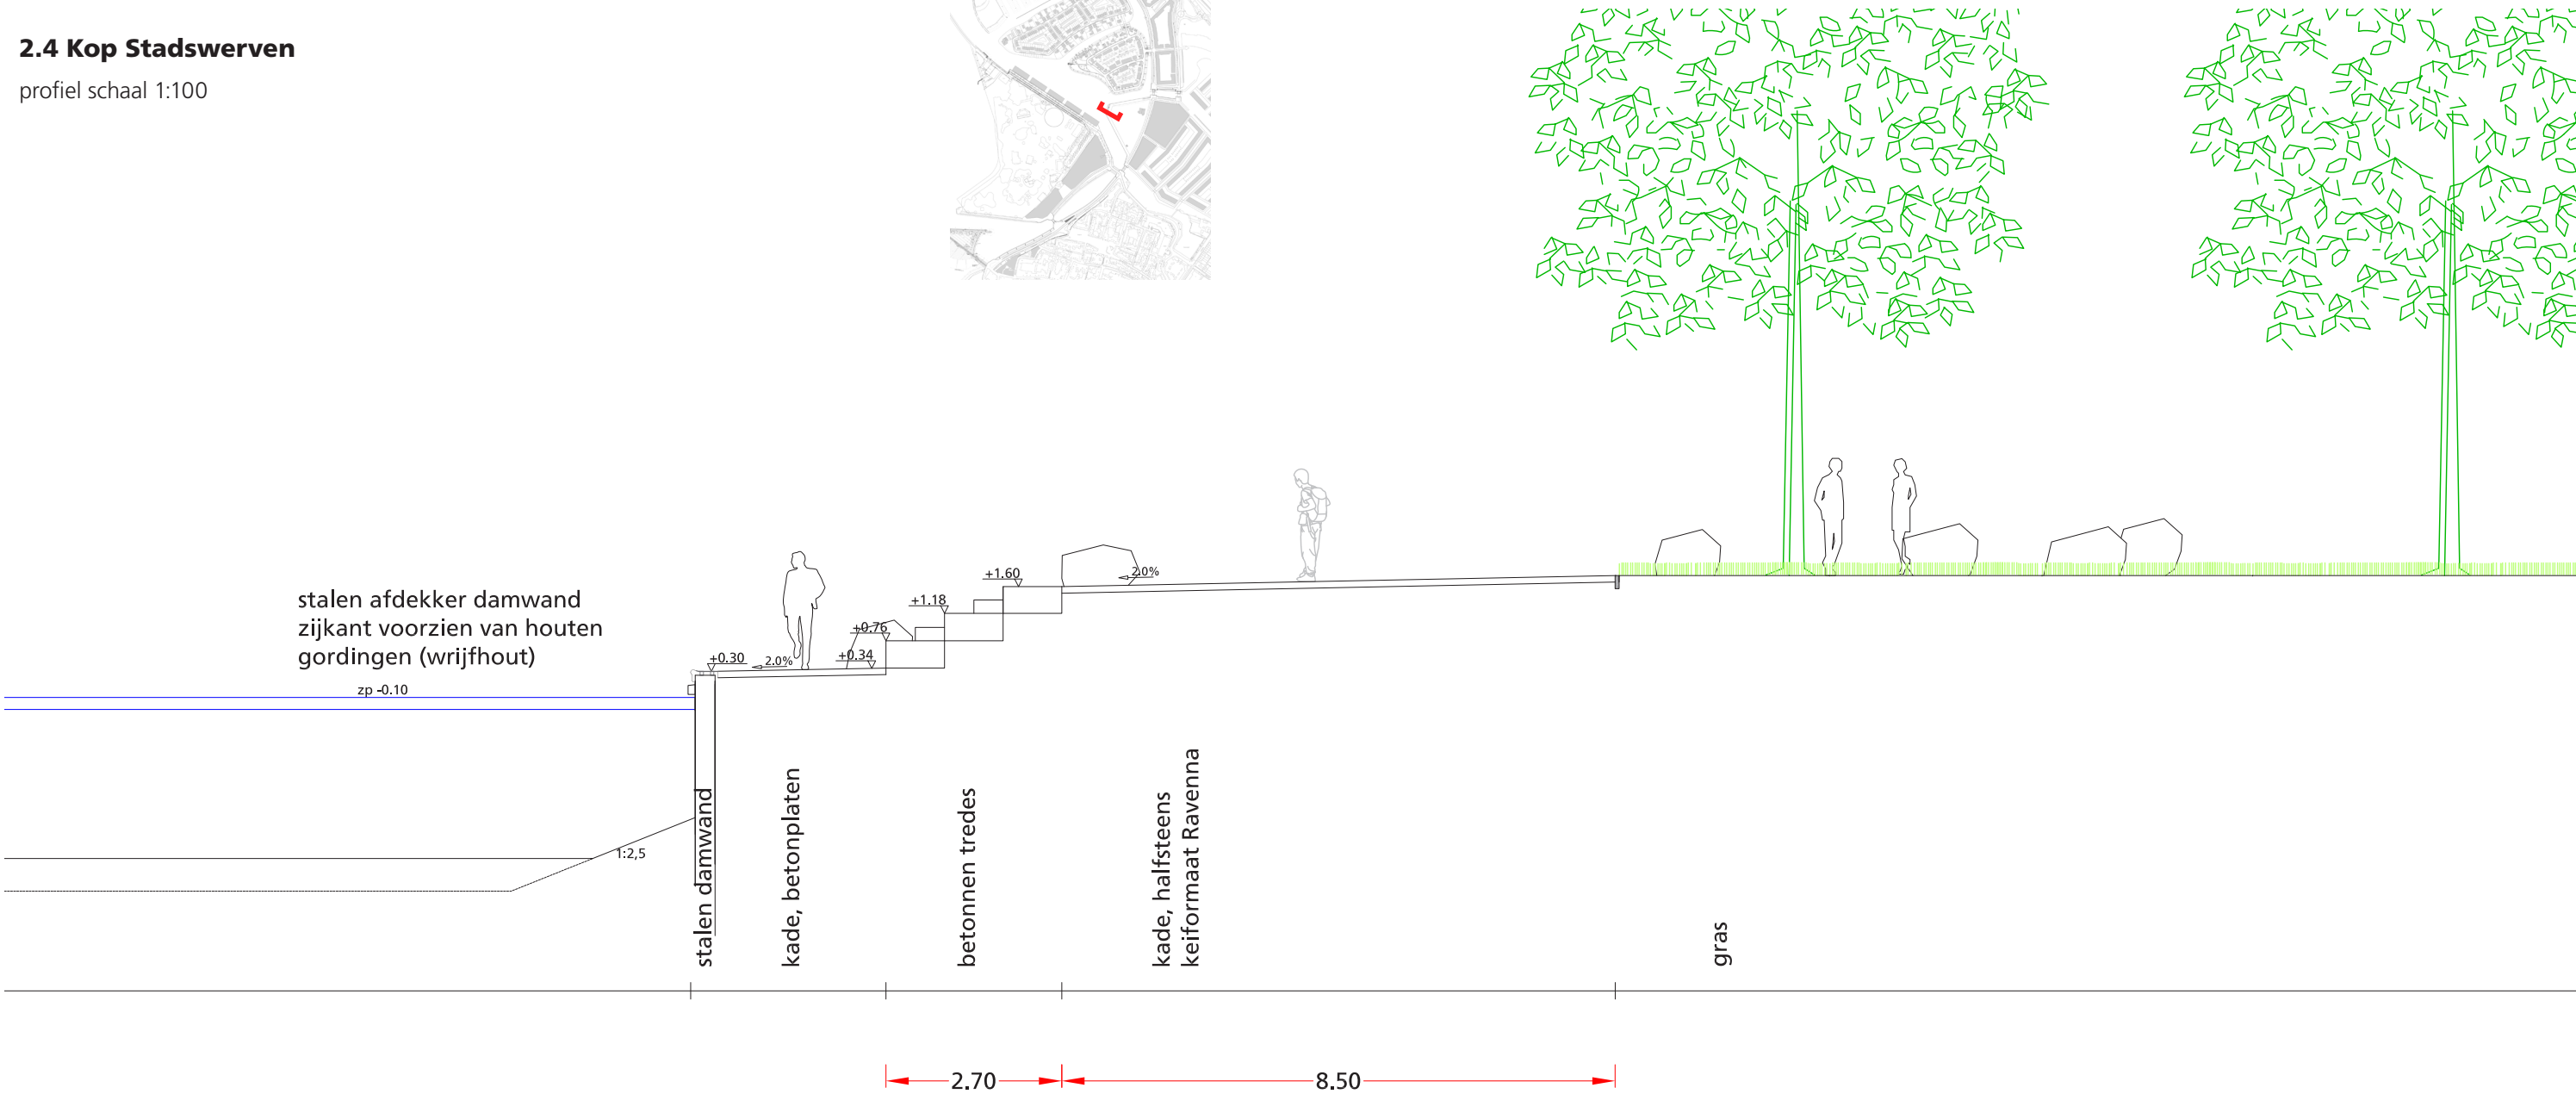 2.4 Kop Stadswerven
profiel schaal 1:100
+1.60
2.0%
+1.18
+0.76
+0.34
+0.30
2.0%
stalen afdekker damwand
zijkant voorzien van houten
gordingen (wrijfhout)
zp -0.10
1:2,5
stalen damwand
kade, betonplaten
betonnen tredes
kade, halfsteens
keiformaat Ravenna
gras
2.70
8.50